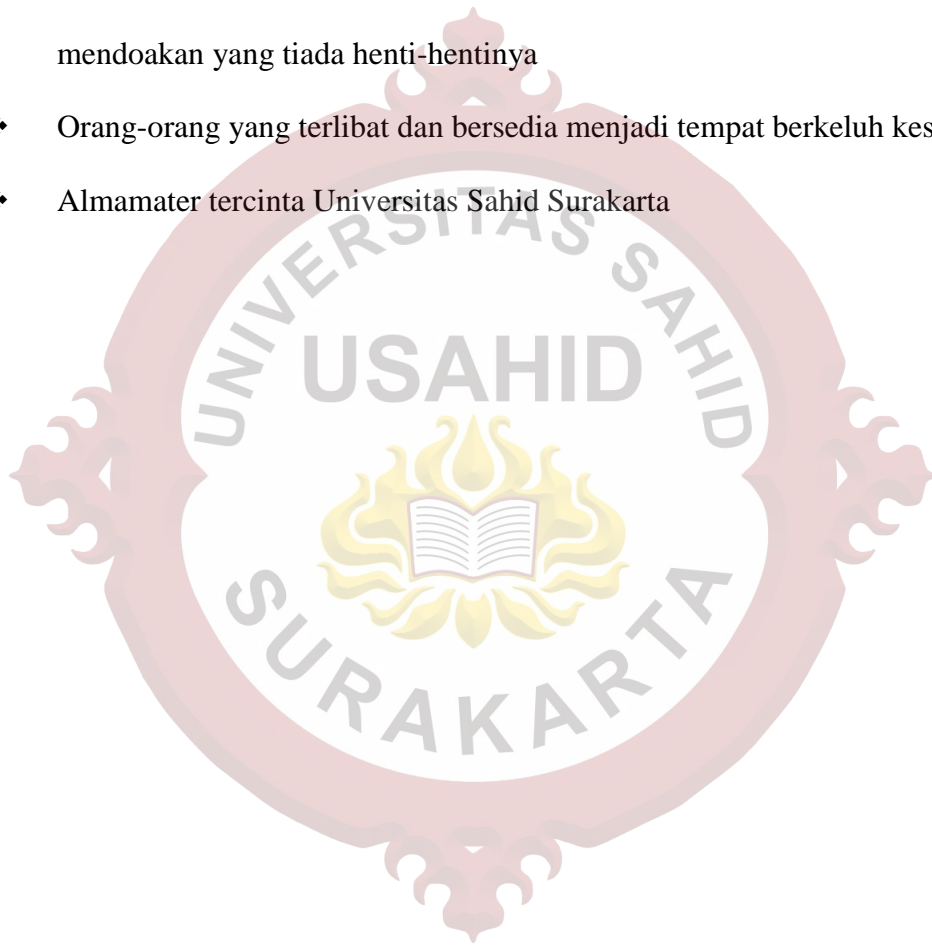 mendoakan yang tiada henti-hentinya
Orang-orang yang terlibat dan bersedia menjadi tempat berkeluh
Almamater tercinta Universitas Sahid Surakarta
UNIVERSITAS SAHID
USAHID
SURAKARTA